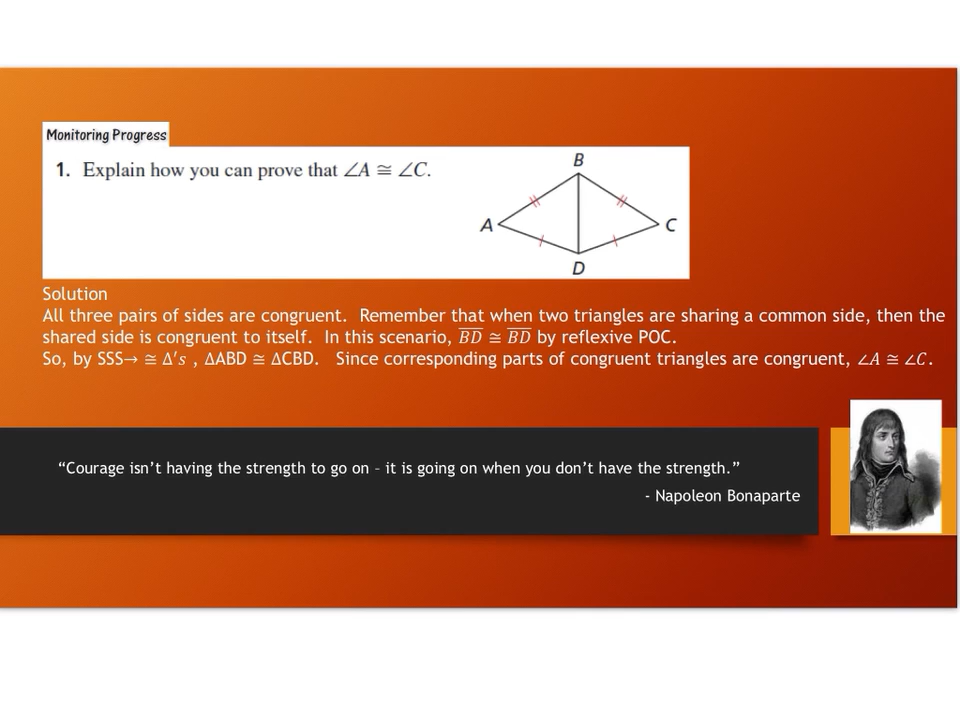 Monitoring Progress
1. Explain how you can prove that ∠A ≅ ∠C.
B
A
C
D
Solution
All three pairs of sides are congruent. Remember that when two triangles are sharing a common side, then the
shared side is congruent to itself. In this scenario, B̅D̅ ≅ B̅D̅ by reflexive POC.
So, by SSS→ ≅ Δ′s , ΔABD ≅ ΔCBD. Since corresponding parts of congruent triangles are congruent, ∠A ≅ ∠C.
“Courage isn’t having the strength to go on – it is going on when you don’t have the strength.”
- Napoleon Bonaparte